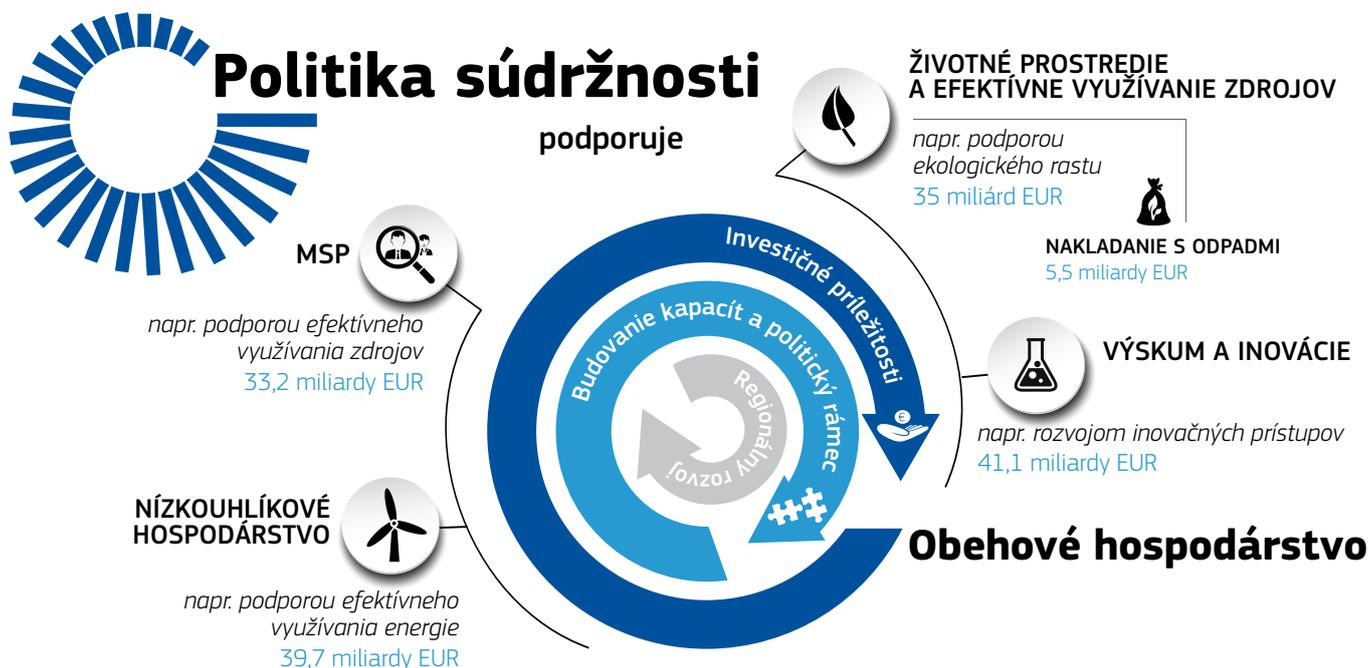 Politika súdržnosti
podporuje
ŽIVOTNÉ PROSTREDIE
A EFEKTÍVNE VYUŽÍVANIE ZDROJOV
napr. podporou
ekologického rastu
35 miliárd EUR
NAKLADANIE S ODPADMI
5,5 miliardy EUR
MSP
napr. podporou efektívneho
využívania zdrojov
33,2 miliardy EUR
Investičné príležitosti
Budovanie kapacít a politický rámec
Regionálny rozvoj
VÝSKUM A INOVÁCIE
napr. rozvojom inovačných prístupov
41,1 miliardy EUR
NÍZKOUHLÍKOVÉ
HOSPODÁRSTVO
napr. podporou efektívneho
využívania energie
39,7 miliardy EUR
Obehové hospodárstvo